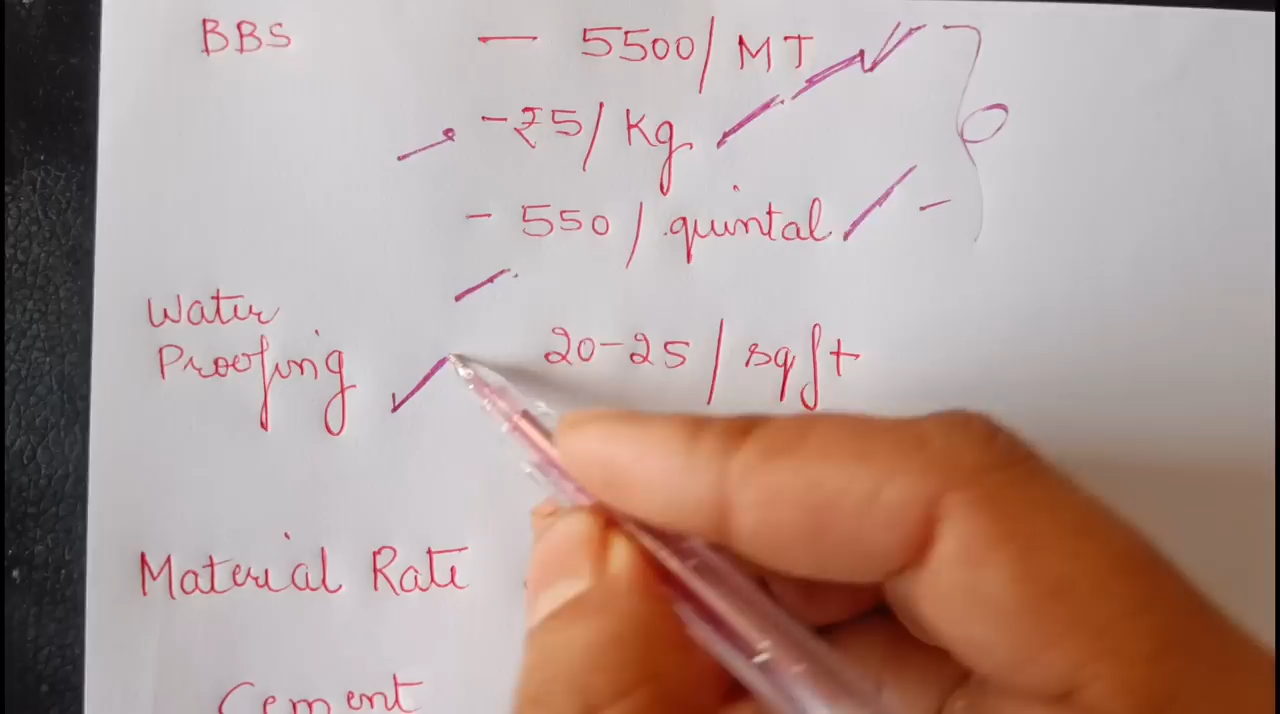 BBS — 5500/MT
- ₹5/Kg
- 550/quintal
Water
Proofing 20-25/sqft
Material Rate
Cement